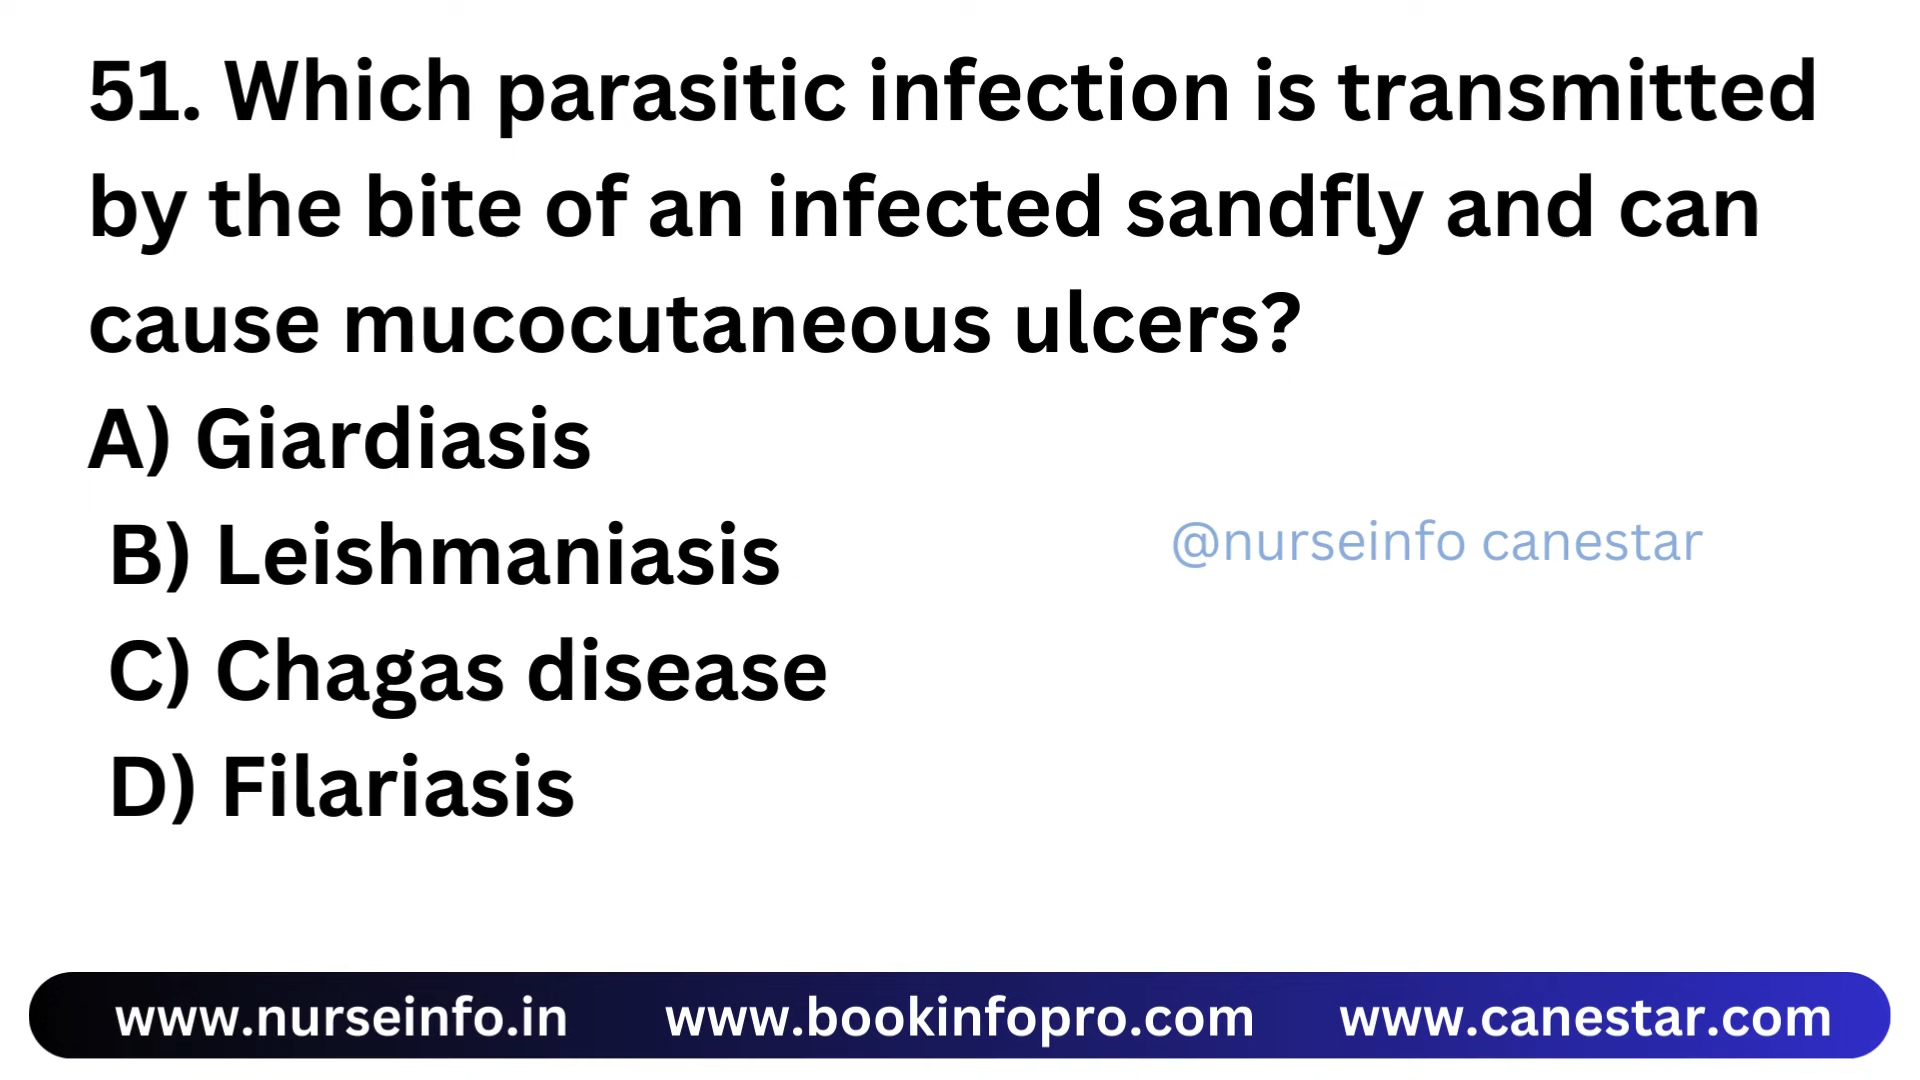 51. Which parasitic infection is transmitted
by the bite of an infected sandfly and can
cause mucocutaneous ulcers?
A) Giardiasis
B) Leishmaniasis
@nurseinfo canestar
C) Chagas disease
D) Filariasis
www.nurseinfo.in www.bookinfopro.com www.canestar.com